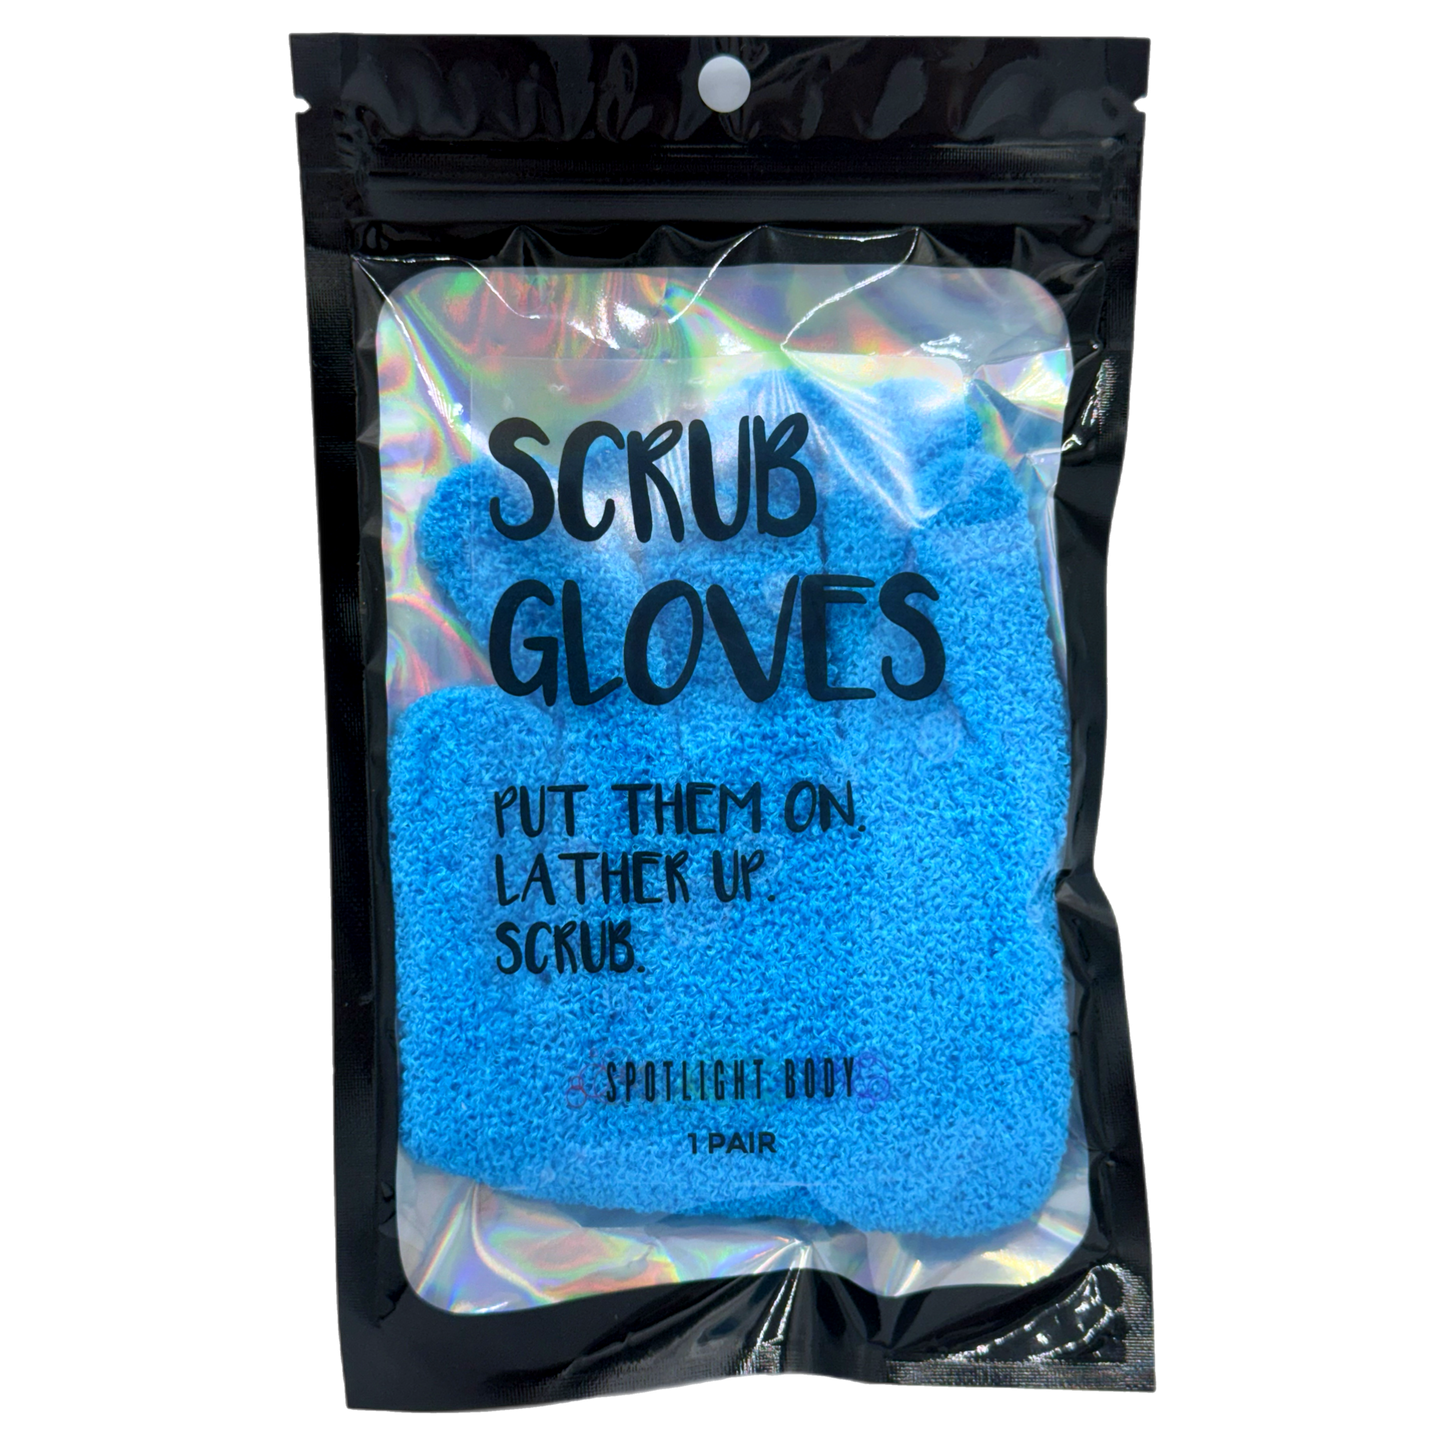 SCRUB
GLOVES
PUT THEM ON.
LATHER UP.
SCRUB.
SPOTLIGHT BODY
1 PAIR